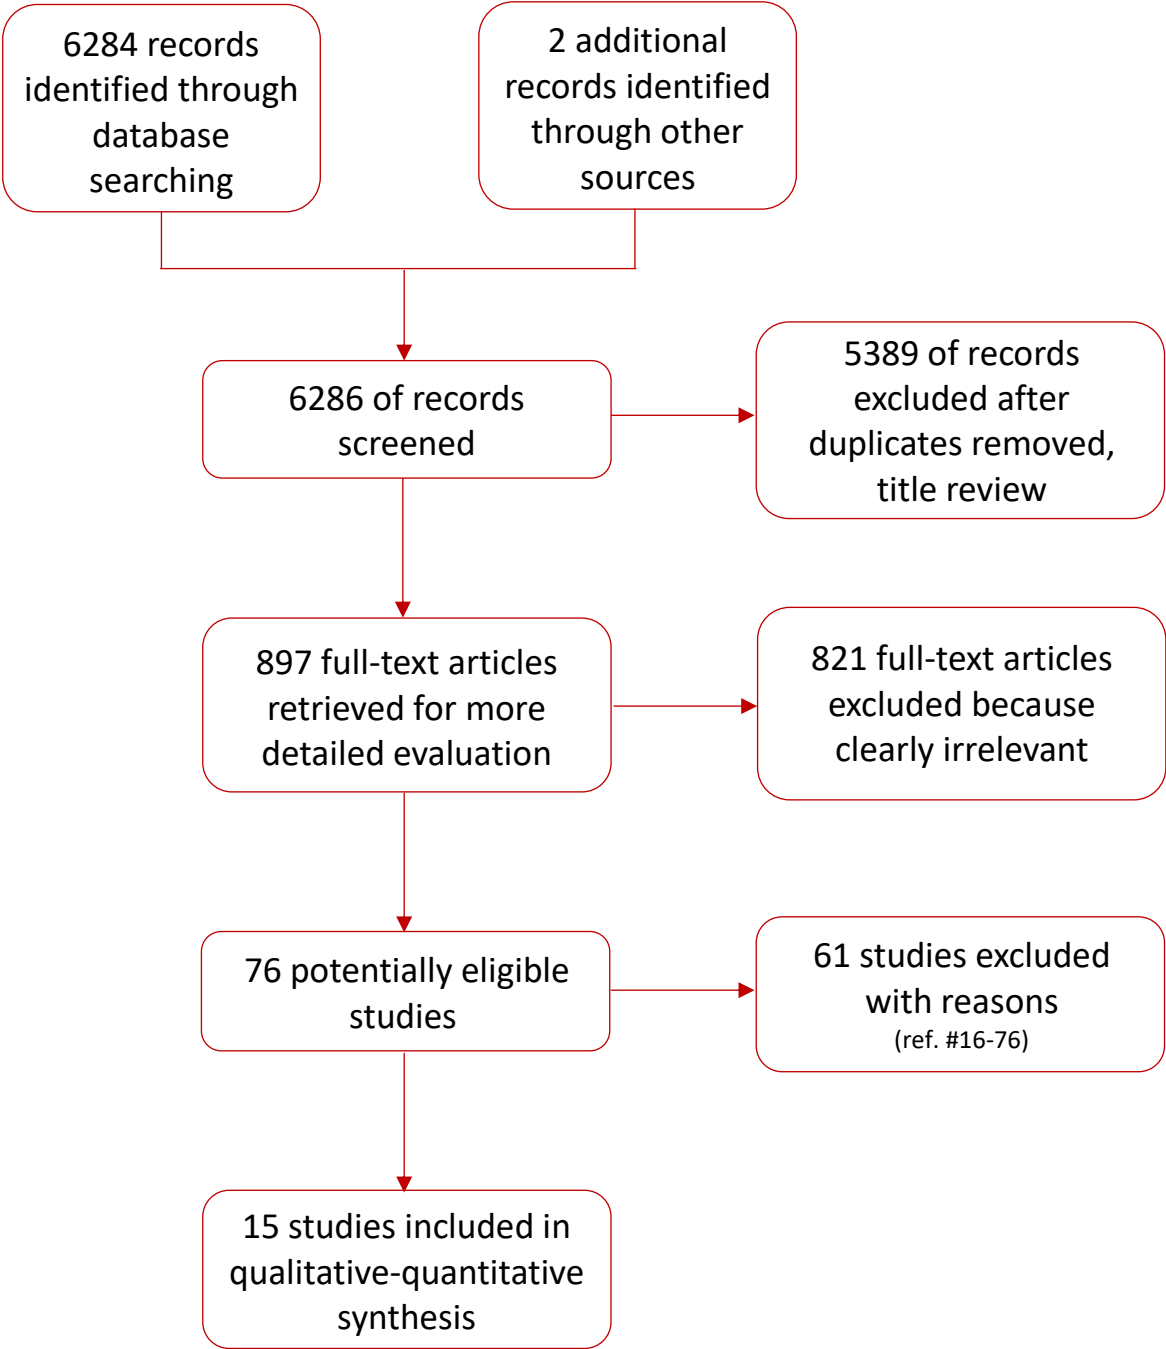 6284 records
identified through
database
searching
2 additional
records identified
through other
sources
6286 of records
screened
5389 of records
excluded after
duplicates removed,
title review
897 full-text articles
retrieved for more
detailed evaluation
821 full-text articles
excluded because
clearly irrelevant
76 potentially eligible
studies
61 studies excluded
with reasons
(ref. #16-76)
15 studies included in
qualitative-quantitative
synthesis